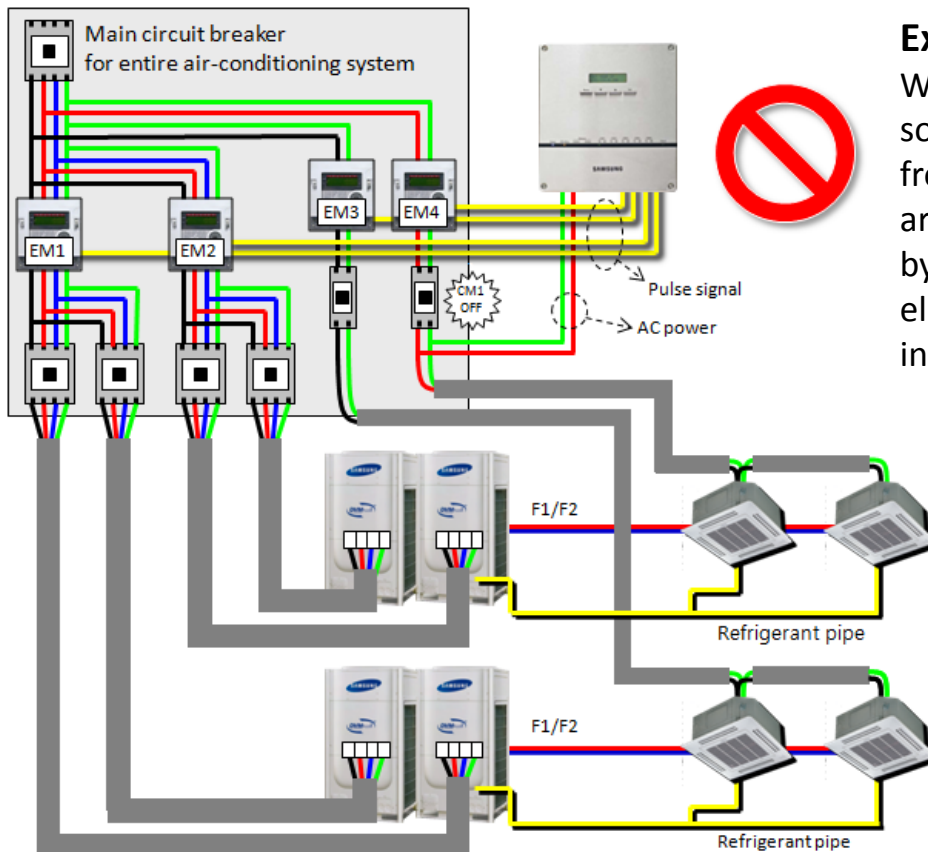 Main circuit breaker
for entire air-conditioning system
Ex
W
so
fro
ar
by
el
in
SAMSUNG
EM3
EM4
EM1
EM2
CM1
OFF
Pulse signal
AC power
SAMSUNG
SAMSUNG
F1/F2
Refrigerant pipe
SAMSUNG
SAMSUNG
F1/F2
Refrigerant pipe